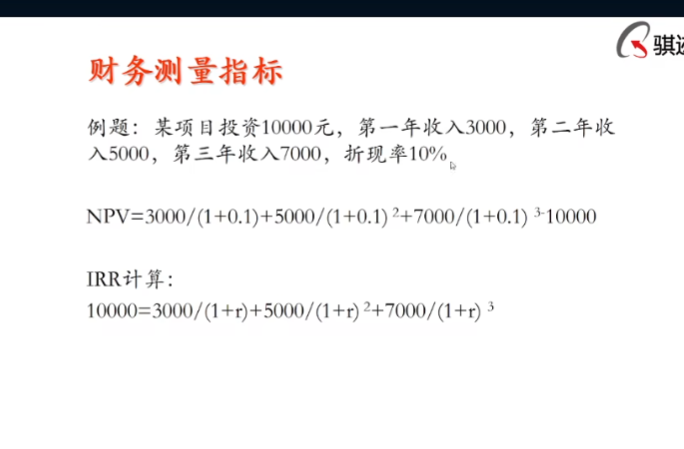 骐迹
财务测量指标
例题：某项目投资10000元，第一年收入3000，第二年收
入5000，第三年收入7000，折现率10%
NPV=3000/(1+0.1)+5000/(1+0.1) ²+7000/(1+0.1) ³-10000
IRR计算：
10000=3000/(1+r)+5000/(1+r) ²+7000/(1+r) ³